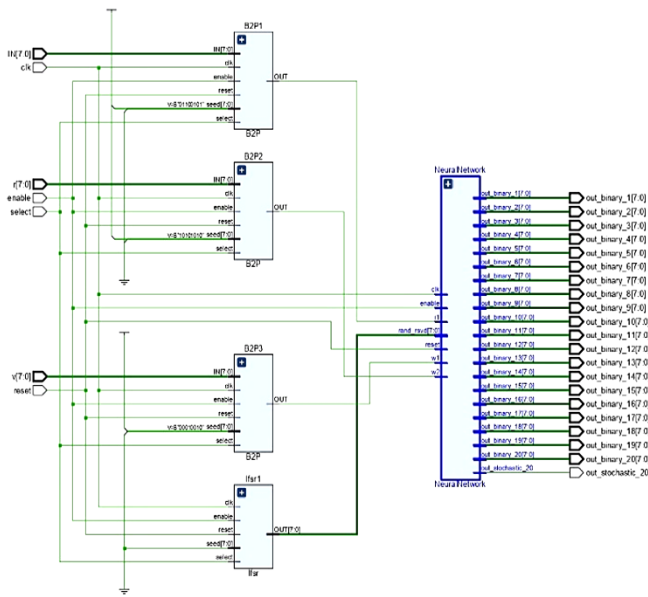 B2P1
IN[7:0]
clk
IN[7:0]
clk
enable
reset
seed[7:0]
select
OUT
B2P
B2P2
r[7:0]
enable
select
IN[7:0]
clk
enable
reset
seed[7:0]
select
OUT
B2P
B2P3
v[7:0]
reset
IN[7:0]
clk
enable
reset
seed[7:0]
select
OUT
B2P
lfsr1
clk
enable
reset
seed[7:0]
select
OUT[7:0]
lfsr
NeuralNetwork
clk
enable
rand_rsvd[7:0]
reset
w1
w2
out_binary_1[7:0]
out_binary_2[7:0]
out_binary_3[7:0]
out_binary_4[7:0]
out_binary_5[7:0]
out_binary_6[7:0]
out_binary_7[7:0]
out_binary_8[7:0]
out_binary_9[7:0]
out_binary_10[7:0]
out_binary_11[7:0]
out_binary_12[7:0]
out_binary_13[7:0]
out_binary_14[7:0]
out_binary_15[7:0]
out_binary_16[7:0]
out_binary_17[7:0]
out_binary_18[7:0]
out_binary_19[7:0]
out_binary_20[7:0]
out_stochastic_20
NeuralNetwork
out_binary_1[7:0]
out_binary_2[7:0]
out_binary_3[7:0]
out_binary_4[7:0]
out_binary_5[7:0]
out_binary_6[7:0]
out_binary_7[7:0]
out_binary_8[7:0]
out_binary_9[7:0]
out_binary_10[7:0
out_binary_11[7:0
out_binary_12[7:0
out_binary_13[7:0
out_binary_14[7:0
out_binary_15[7:0
out_binary_16[7:0
out_binary_17[7:0
out_binary_18[7:0
out_binary_19[7:0
out_binary_20[7:0
out_stochastic_20